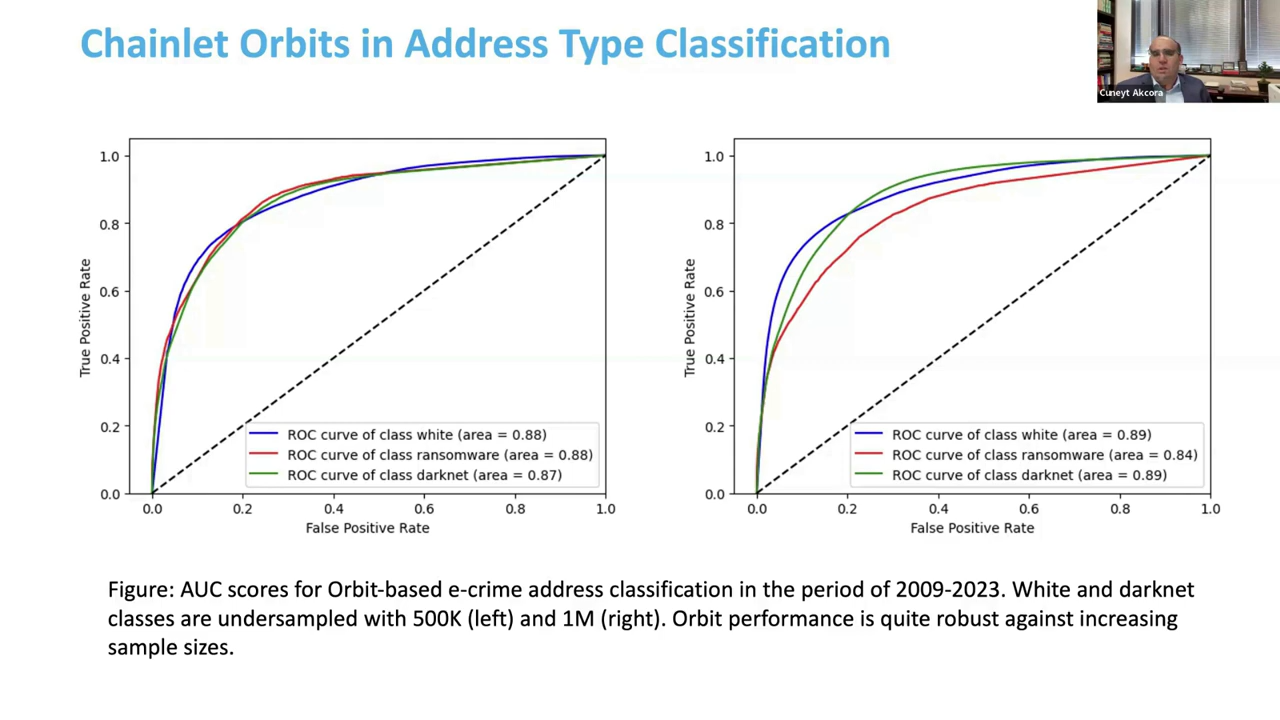 Chainlet Orbits in Address Type Classification
Cuneyt Akcora
1.0
0.8
0.6
0.4
0.2
0.0
True Positive Rate
0.0 0.2 0.4 0.6 0.8 1.0
False Positive Rate
ROC curve of class white (area = 0.88)
ROC curve of class ransomware (area = 0.88)
ROC curve of class darknet (area = 0.87)
1.0
0.8
0.6
0.4
0.2
0.0
True Positive Rate
0.0 0.2 0.4 0.6 0.8 1.0
False Positive Rate
ROC curve of class white (area = 0.89)
ROC curve of class ransomware (area = 0.84)
ROC curve of class darknet (area = 0.89)
Figure: AUC scores for Orbit-based e-crime address classification in the period of 2009-2023. White and darknet
classes are undersampled with 500K (left) and 1M (right). Orbit performance is quite robust against increasing
sample sizes.